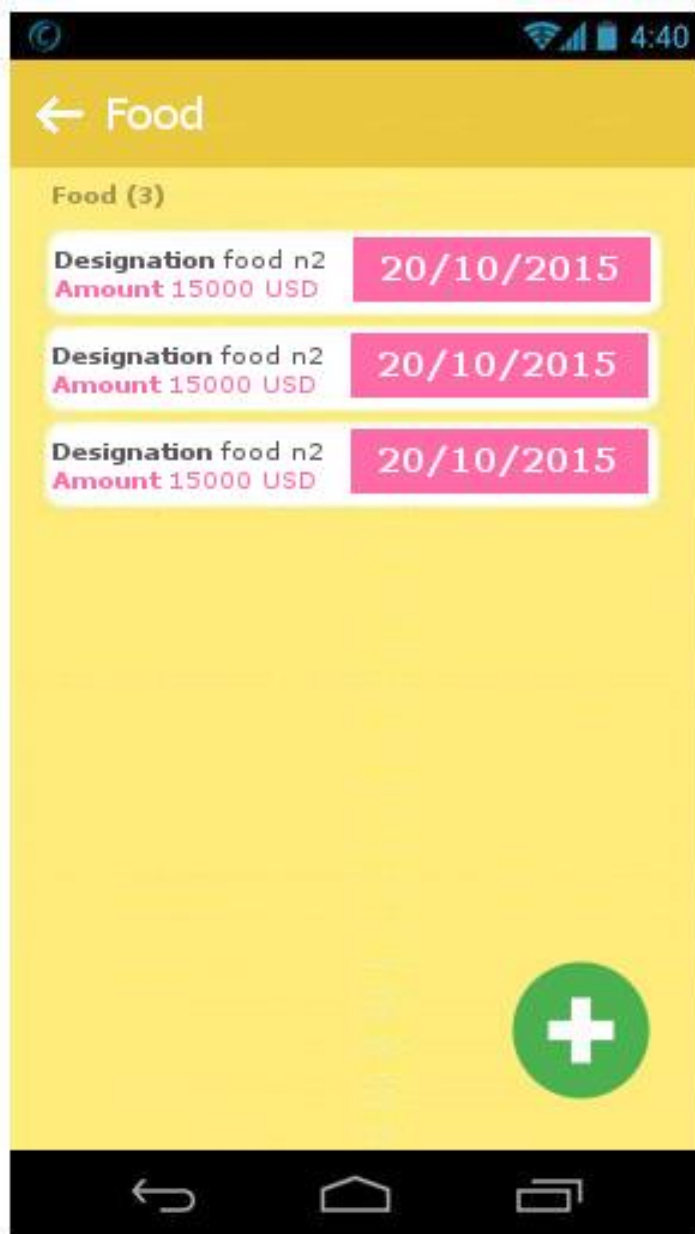 4:40
Food
Food (3)
Designation food n2
Amount 15000 USD
20/10/2015
Designation food n2
Amount 15000 USD
20/10/2015
Designation food n2
Amount 15000 USD
20/10/2015